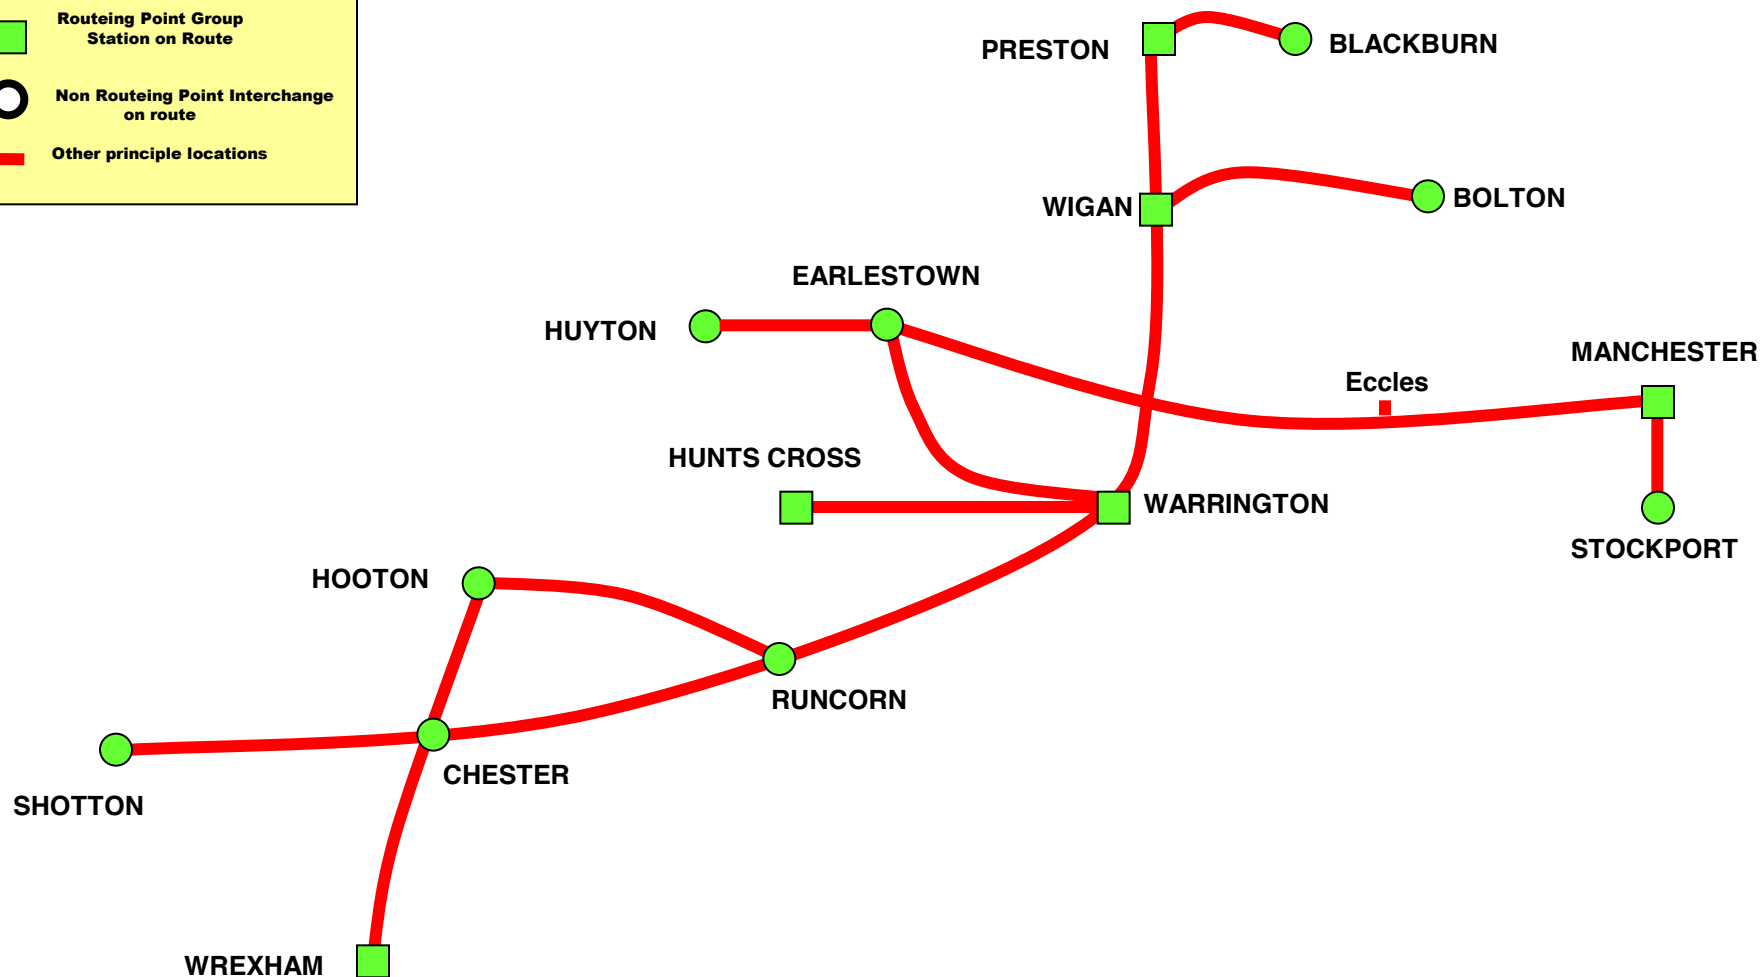 Routeing Point Group
Station on Route
Non Routeing Point Interchange
on route
Other principle locations
PRESTON
BLACKBURN
WIGAN
BOLTON
EARLESTOWN
HUYTON
MANCHESTER
Eccles
HUNTS CROSS
WARRINGTON
STOCKPORT
HOOTON
RUNCORN
CHESTER
SHOTTON
WREXHAM